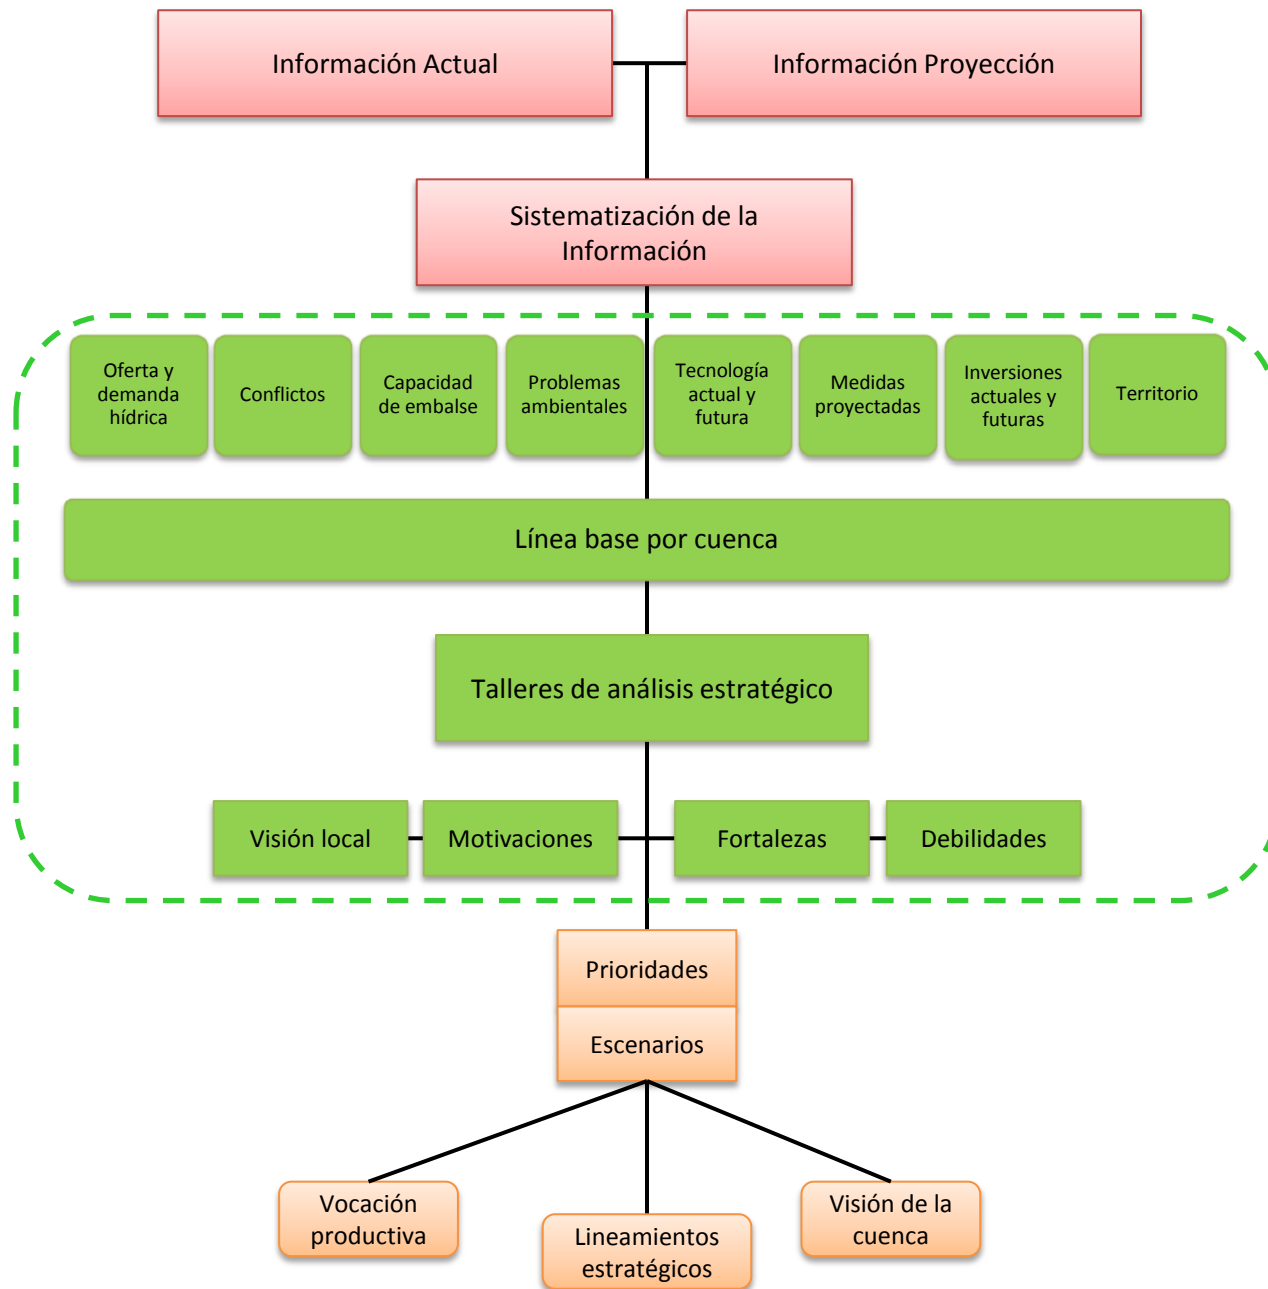 Información Actual
Información Proyección
Sistematización de la
Información
Oferta y
demanda
hídrica
Conflictos
Capacidad
de embalse
Problemas
ambientales
Tecnología
actual y
futura
Medidas
proyectadas
Inversiones
actuales y
futuras
Territorio
Línea base por cuenca
Talleres de análisis estratégico
Visión local
Motivaciones
Fortalezas
Debilidades
Prioridades
Escenarios
Vocación
productiva
Lineamientos
estratégicos
Visión de la
cuenca